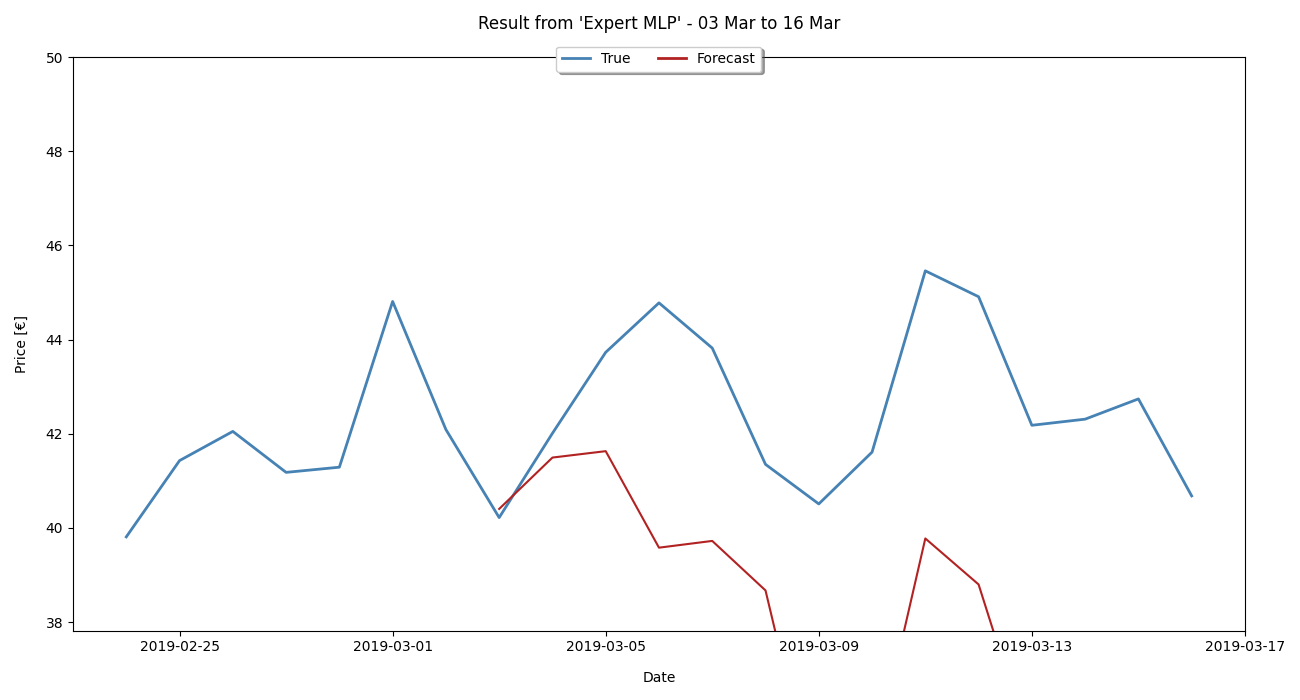 Result from 'Expert MLP' - 03 Mar to 16 Mar
True Forecast
50
48
46
44
42
40
38
Price [€]
2019-02-25 2019-03-01 2019-03-05 2019-03-09 2019-03-13 2019-03-17
Date